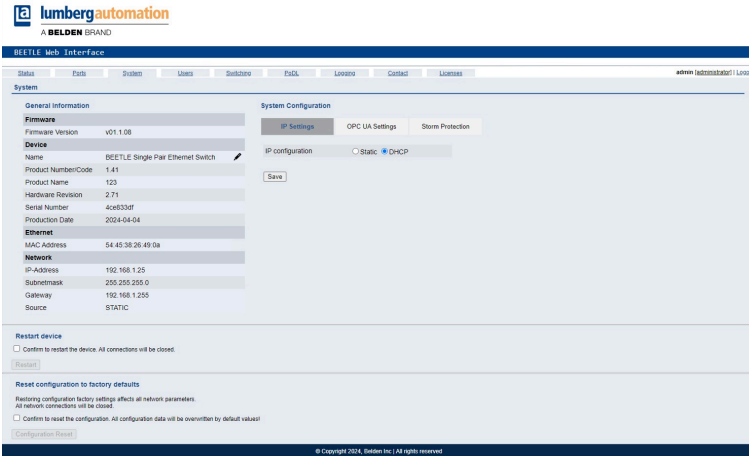 lumbergautomation
A BELDEN BRAND
BEETLE Web Interface
Status Ports System Users Switching PoDL Logging Contact Licenses admin [administrator] | Logo
System
General information
Firmware
Firmware Version v01.1.08
Device
Name BEETLE Single Pair Ethernet Switch
Product Number/Code 1.41
Product Name 123
Hardware Revision 2.71
Serial Number 4ce833df
Production Date 2024-04-04
Ethernet
MAC Address 54:45:38:26:49:0a
Network
IP-Address 192.168.1.25
Subnetmask 255.255.255.0
Gateway 192.168.1.255
Source STATIC
System Configuration
IP Settings OPC UA Settings Storm Protection
IP configuration Static DHCP
Save
Restart device
Confirm to restart the device. All connections will be closed.
Restart
Reset configuration to factory defaults
Restoring configuration factory settings affects all network parameters.
All network connections will be closed.
Confirm to reset the configuration. All configuration data will be overwritten by default values!
Configuration Reset
© Copyright 2024, Belden Inc | All rights reserved